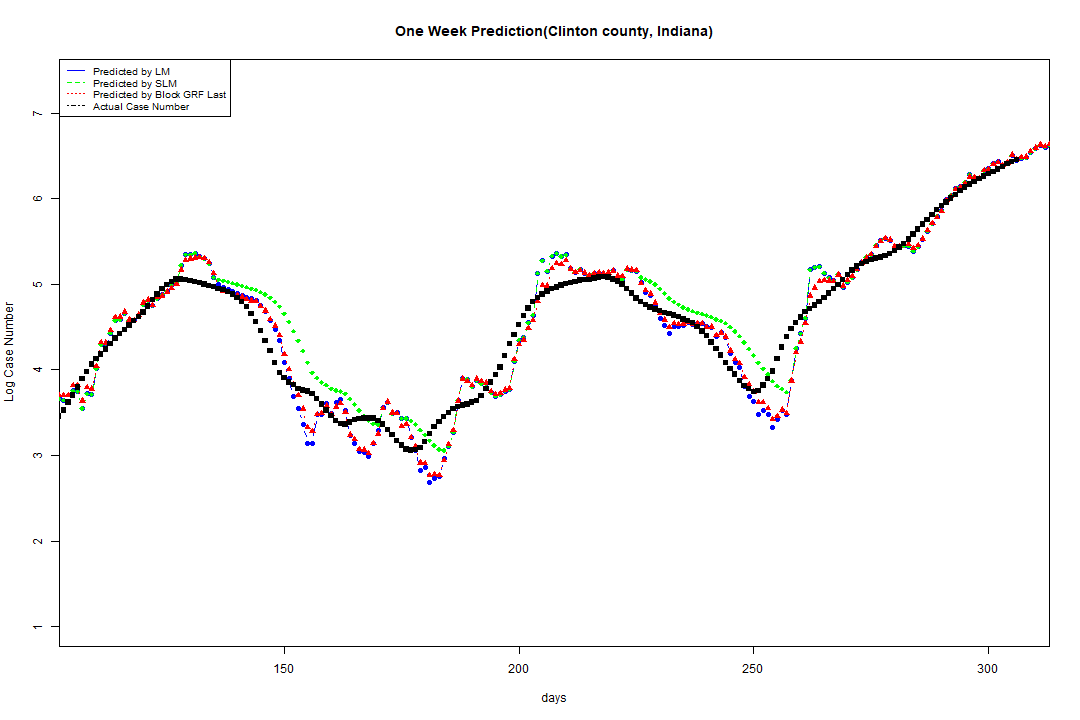 One Week Prediction(Clinton county, Indiana)
Predicted by LM
Predicted by SLM
Predicted by Block GRF Last
Actual Case Number
7
6
5
4
3
2
1
Log Case Number
150 200 250 300
days